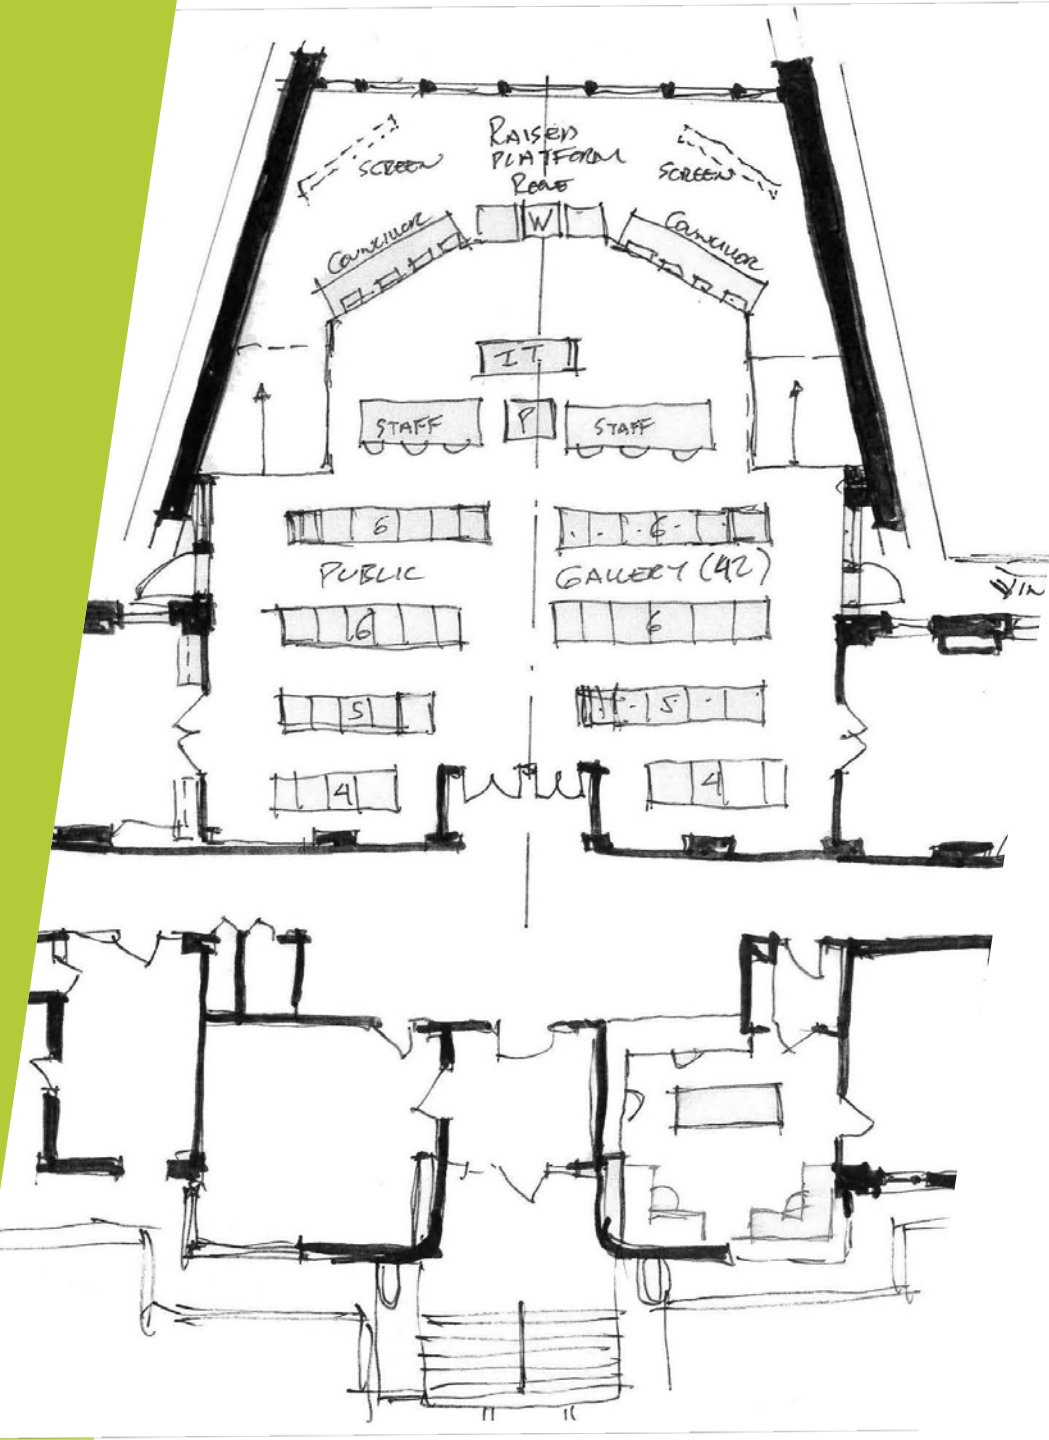 RAISED
PLATFORM
SCREEN
SCREEN
W
COUNCILLOR
COUNCILLOR
IT
STAFF
P
STAFF
6
6
PUBLIC
GALLERY (42)
6
6
5
5
4
4